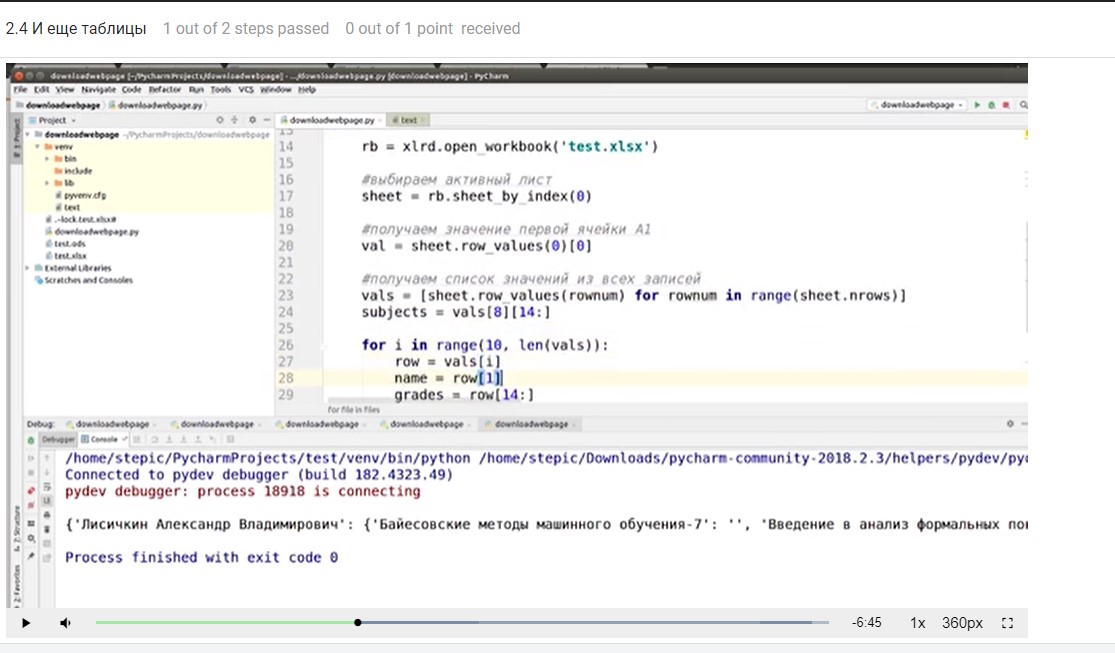 2.4 И еще таблицы 1 out of 2 steps passed 0 out of 1 point received
downloadwebpage [~/PycharmProjects/downloadwebpage] - .../downloadwebpage.py [downloadwebpage] - PyCharm
File Edit View Navigate Code Refactor Run Tools VCS Window Help
downloadwebpage downloadwebpage.py downloadwebpage
1: Project
Project downloadwebpage.py text
downloadwebpage ~/PycharmProjects/downloadwebpage
venv
bin
include
lib
pyvenv.cfg
text
.~lock.test.xlsx#
downloadwebpage.py
test.ods
test.xlsx
External Libraries
Scratches and Consoles
13
14 rb = xlrd.open_workbook('test.xlsx')
15
16 #выбираем активный лист
17 sheet = rb.sheet_by_index(0)
18
19 #получаем значение первой ячейки A1
20 val = sheet.row_values(0)[0]
21
22 #получаем список значений из всех записей
23 vals = [sheet.row_values(rownum) for rownum in range(sheet.nrows)]
24 subjects = vals[8][14:]
25
26 for i in range(10, len(vals)):
27 row = vals[i]
28 name = row[1]
29 grades = row[14:]
for file in files
Debug: downloadwebpage downloadwebpage downloadwebpage downloadwebpage downloadwebpage
Debugger Console
/home/stepic/PycharmProjects/test/venv/bin/python /home/stepic/Downloads/pycharm-community-2018.2.3/helpers/pydev/pyd
Connected to pydev debugger (build 182.4323.49)
pydev debugger: process 18918 is connecting
{'Лисичкин Александр Владимирович': {'Байесовские методы машинного обучения-7': '', 'Введение в анализ формальных пон
Process finished with exit code 0
Z: Structure
2: Favorites
-6:45 1x 360px